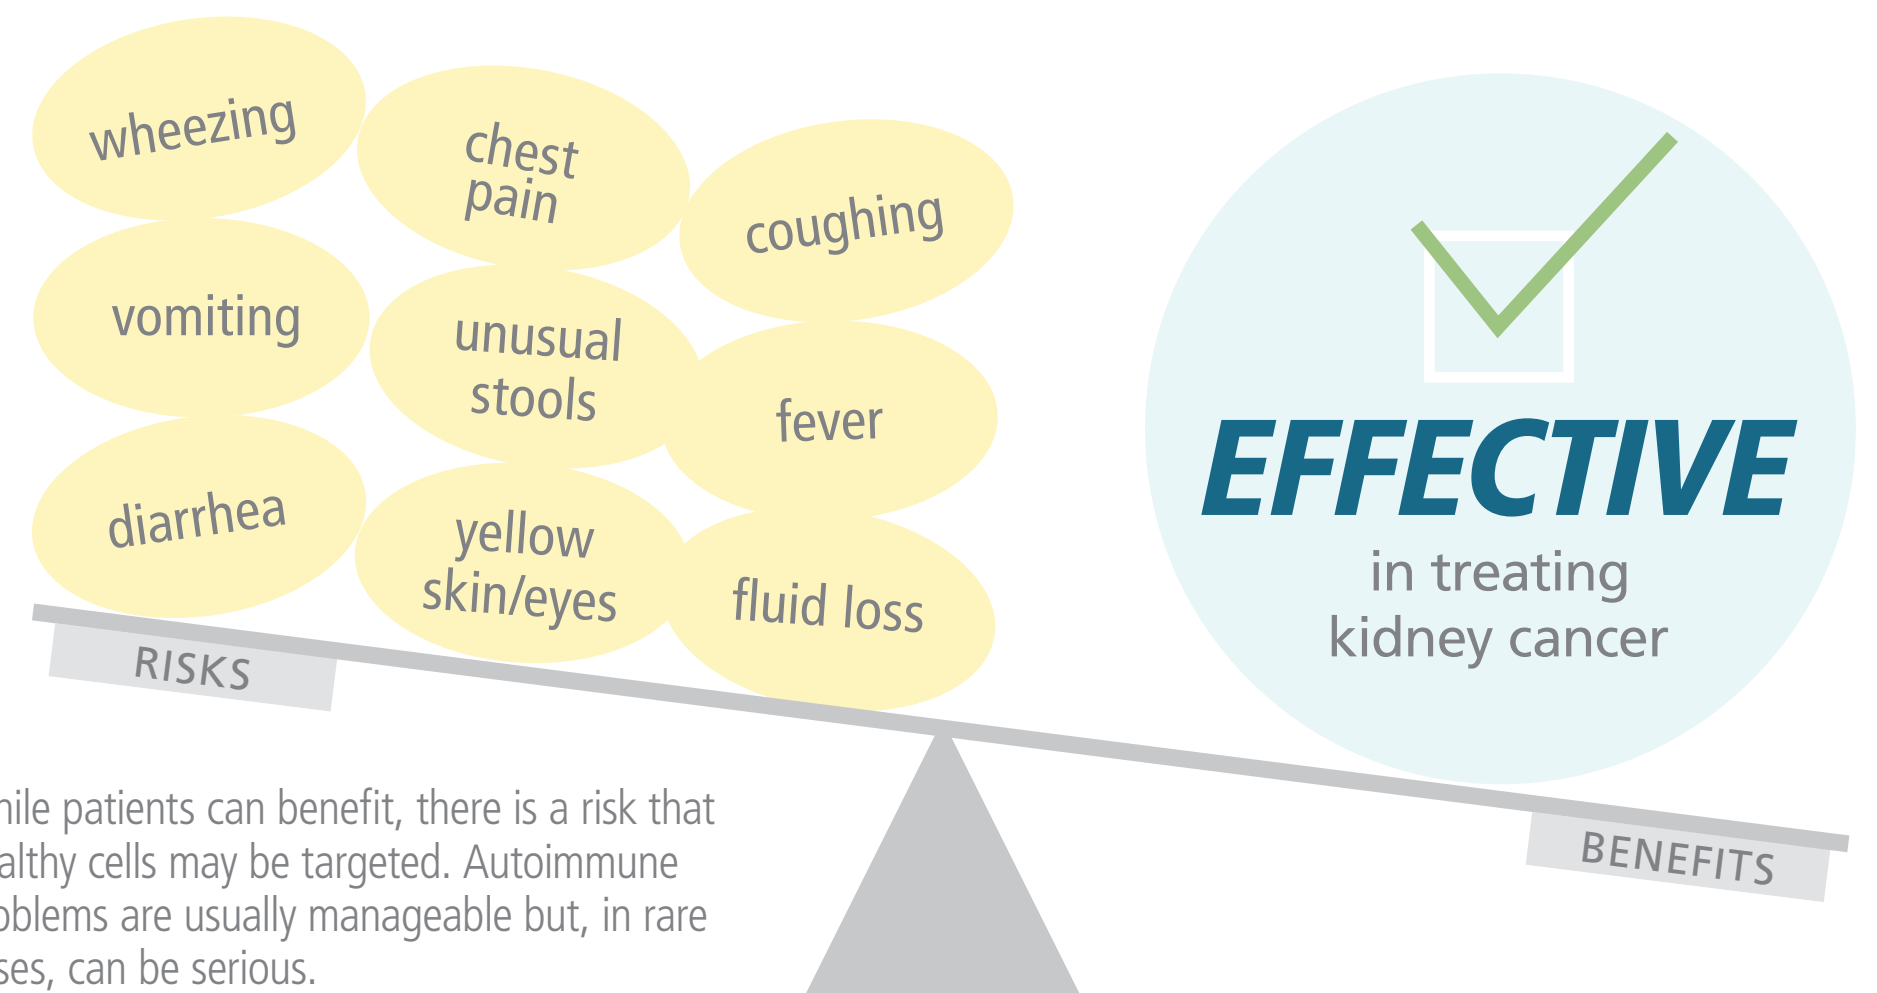 wheezing
chest
pain
coughing
vomiting
unusual
stools
fever
diarrhea
yellow
skin/eyes
fluid loss
RISKS
EFFECTIVE
in treating
kidney cancer
BENEFITS
hile patients can benefit, there is a risk that
althy cells may be targeted. Autoimmune
oblems are usually manageable but, in rare
ses, can be serious.